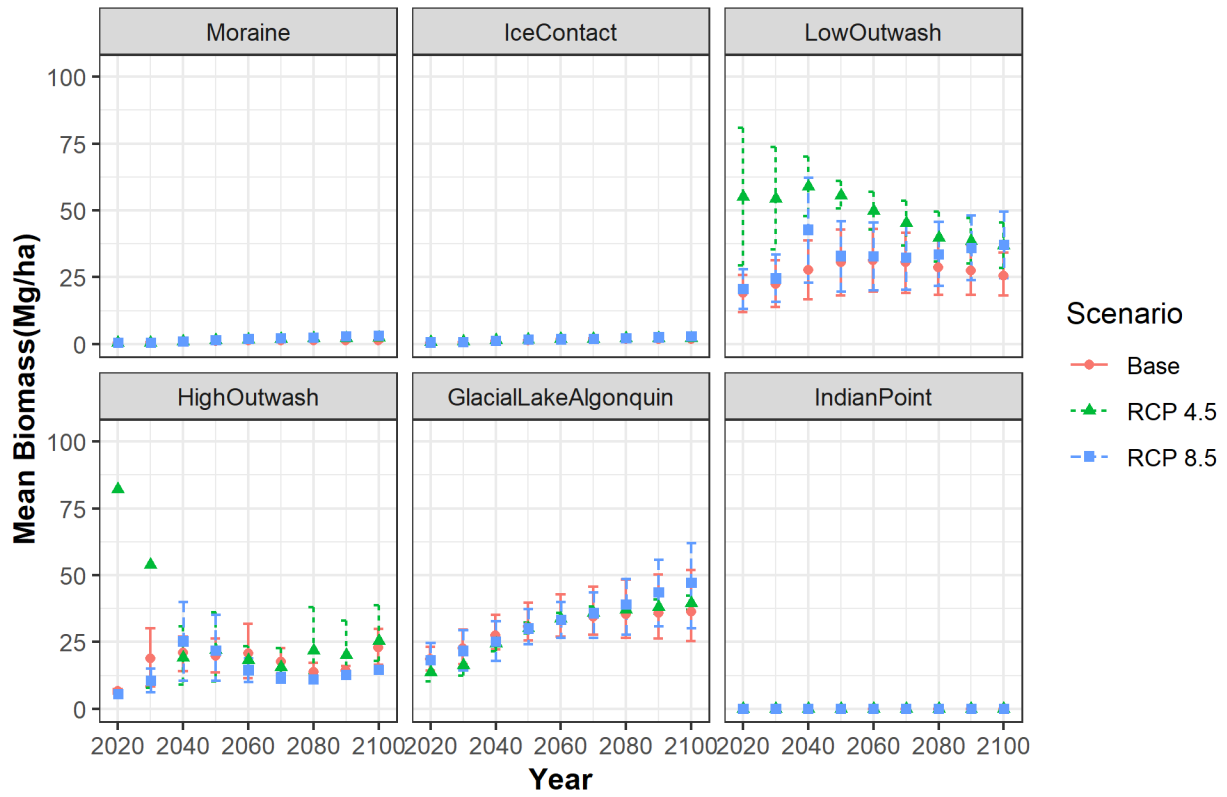 Moraine IceContact LowOutwash
100
75
50
25
0
HighOutwash GlacialLakeAlgonquin IndianPoint
100
75
50
25
0
2020 2040 2060 2080 2100 2020 2040 2060 2080 2100 2020 2040 2060 2080 2100
Year
Mean Biomass(Mg/ha)
Scenario
Base
RCP 4.5
RCP 8.5